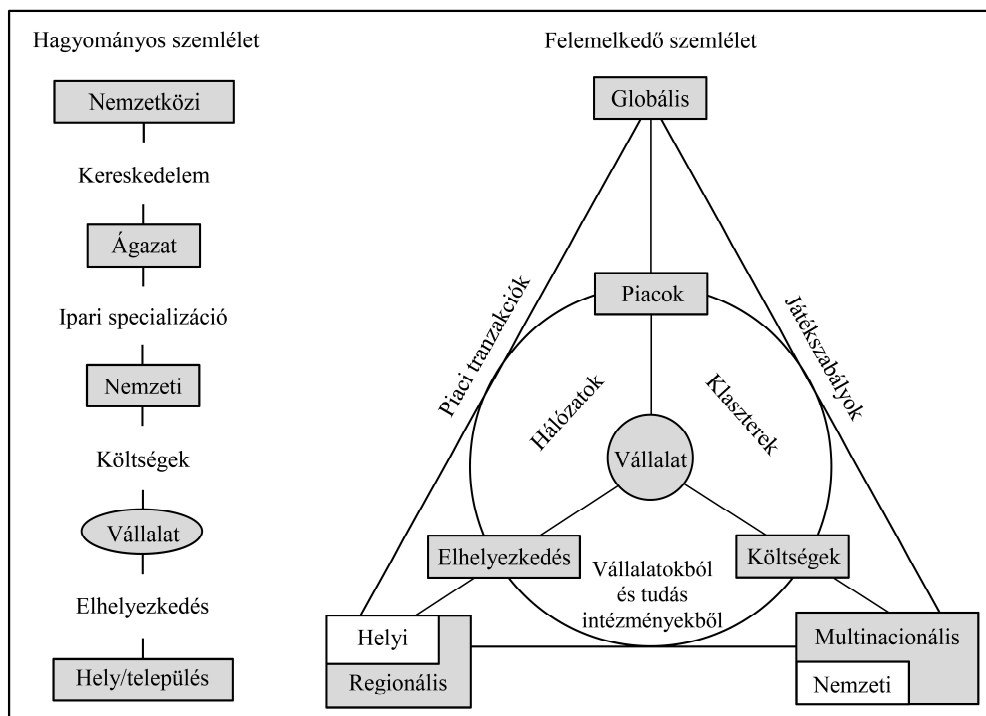 Hagyományos szemlélet
Nemzetközi
Kereskedelem
Ágazat
Ipari specializáció
Nemzeti
Költségek
Vállalat
Elhelyezkedés
Hely/település
Felemelkedő szemlélet
Globális
Piacok
Piaci tranzakciók
Játékszabályok
Hálózatok
Klaszterek
Vállalat
Elhelyezkedés
Költségek
Vállalatokból
és tudás
intézményekből
Helyi
Regionális
Multinacionális
Nemzeti